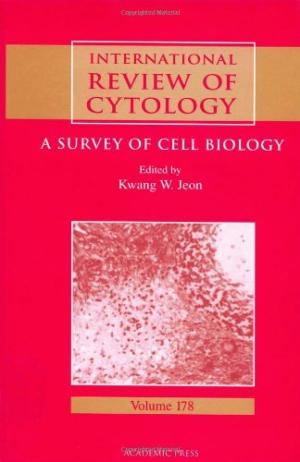 INTERNATIONAL
REVIEW OF
CYTOLOGY
A SURVEY OF CELL BIOLOGY
Edited by
Kwang W. Jeon
Volume 178
ACADEMIC PRESS